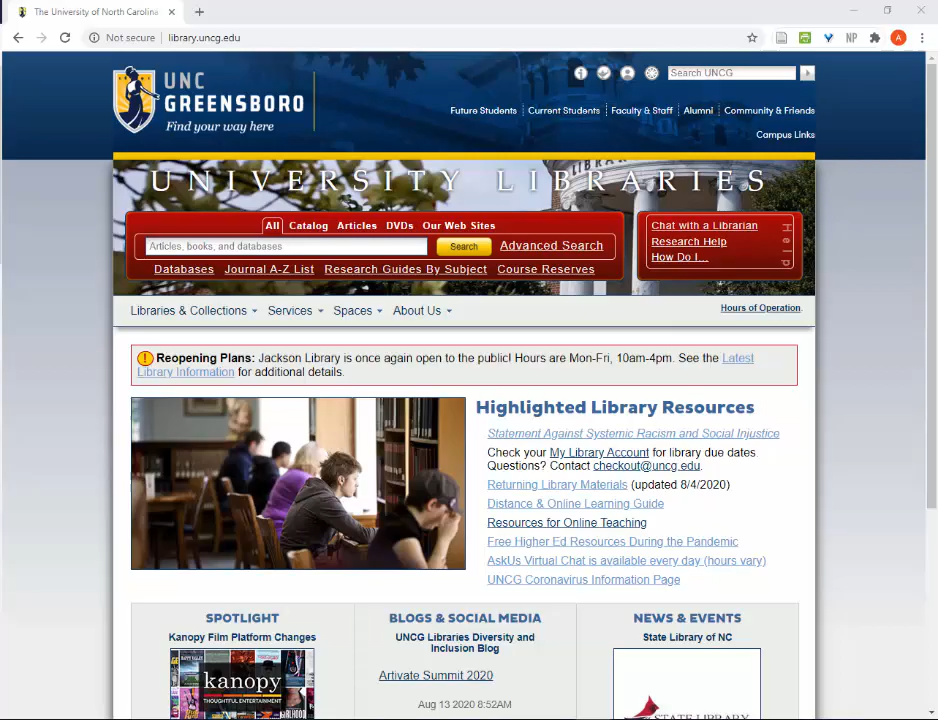 The University of North Carolina
Not secure library.uncg.edu
NP A
UNC
GREENSBORO
Find your way here
Search UNCG
Future Students Current Students Faculty & Staff Alumni Community & Friends
Campus Links
UNIVERSITY LIBRARIES
All Catalog Articles DVDs Our Web Sites
Articles, books, and databases Search Advanced Search
Databases Journal A-Z List Research Guides By Subject Course Reserves
Chat with a Librarian
Research Help
How Do I...
Help
Libraries & Collections Services Spaces About Us Hours of Operation.
! Reopening Plans: Jackson Library is once again open to the public! Hours are Mon-Fri, 10am-4pm. See the Latest
Library Information for additional details.
Highlighted Library Resources
Statement Against Systemic Racism and Social Injustice
Check your My Library Account for library due dates.
Questions? Contact checkout@uncg.edu.
Returning Library Materials (updated 8/4/2020)
Distance & Online Learning Guide
Resources for Online Teaching
Free Higher Ed Resources During the Pandemic
AskUs Virtual Chat is available every day (hours vary)
UNCG Coronavirus Information Page
SPOTLIGHT
Kanopy Film Platform Changes
kanopy
THOUGHTFUL ENTERTAINMENT
BLOGS & SOCIAL MEDIA
UNCG Libraries Diversity and
Inclusion Blog
Artivate Summit 2020
Aug 13 2020 8:52AM
NEWS & EVENTS
State Library of NC
STATE LIBRARY